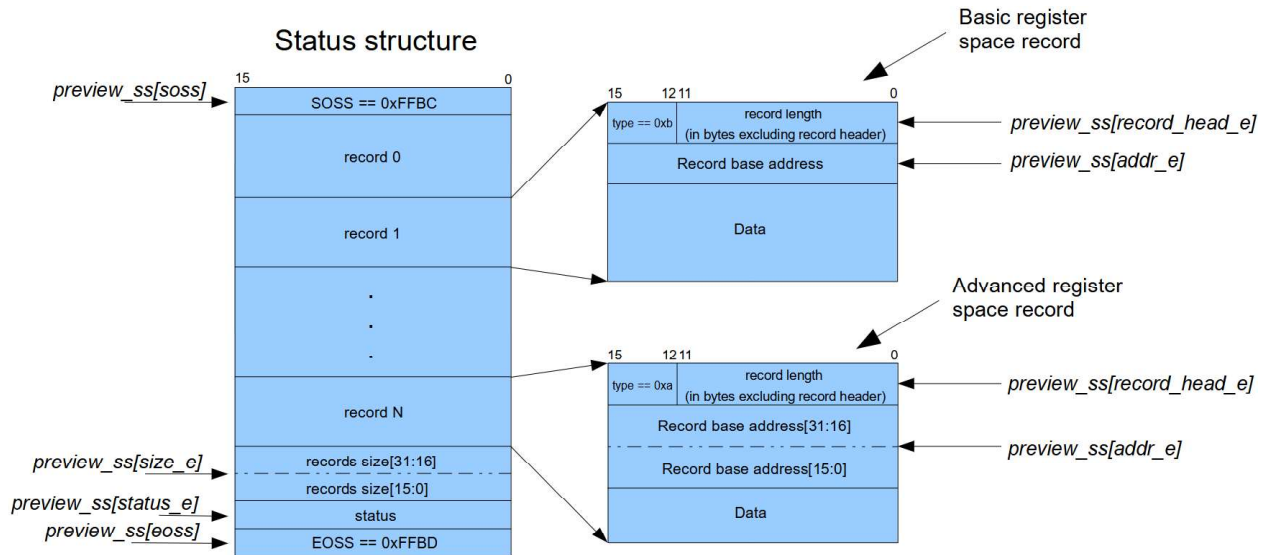 Status structure
15 0
preview_ss[soss]
SOSS == 0xFFBC
record 0
record 1
.
.
.
record N
preview_ss[size_e]
records size[31:16]
records size[15:0]
preview_ss[status_e]
status
preview_ss[eoss]
EOSS == 0xFFBD
Basic register
space record
15 12 11 0
type == 0xb
record length
(in bytes excluding record header)
preview_ss[record_head_e]
Record base address
preview_ss[addr_e]
Data
Advanced register
space record
15 12 11 0
type == 0xa
record length
(in bytes excluding record header)
preview_ss[record_head_e]
Record base address[31:16]
preview_ss[addr_e]
Record base address[15:0]
Data